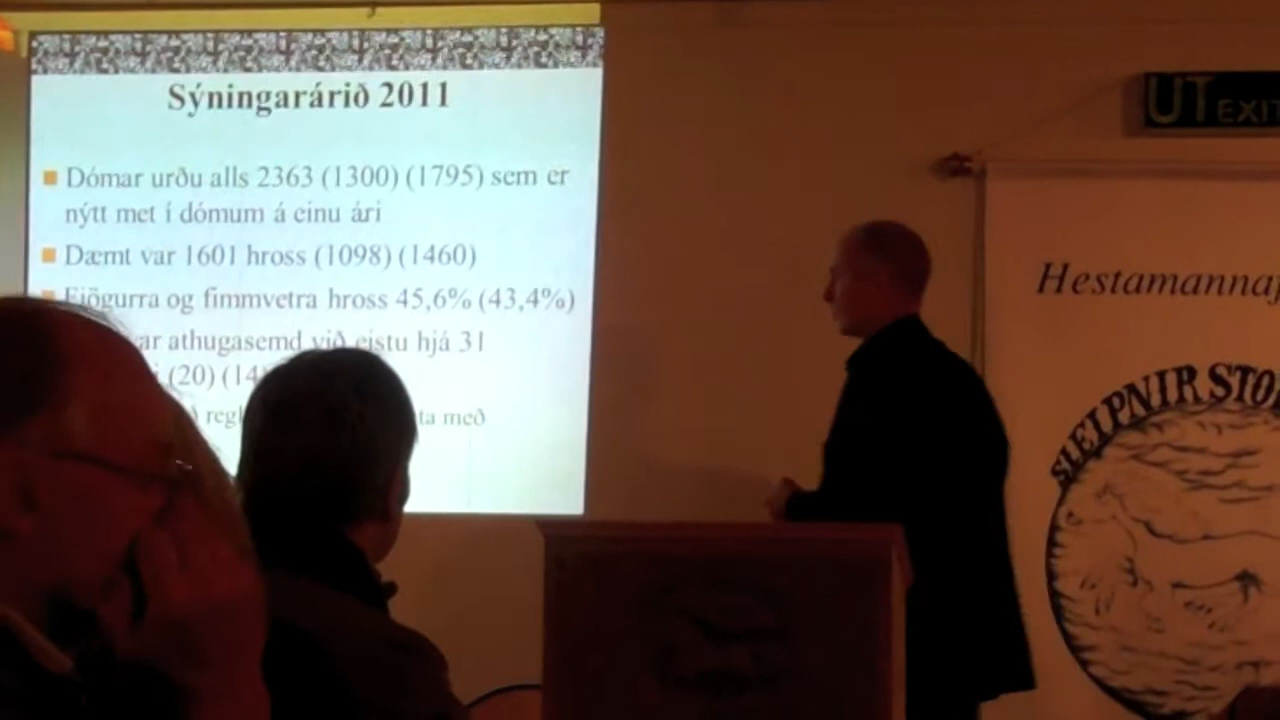 Sýningarárið 2011
Dómar urðu alls 2363 (1300) (1795) sem er
nýtt met í dómum á einu ári
Dæmt var 1601 hross (1098) (1460)
Fjögurra og fimmvetra hross 45,6% (43,4%)
athugasemd við eistu hjá 31
(20) (14
með
UT EXIT
Hestamannaf
SLEIPNIR STO